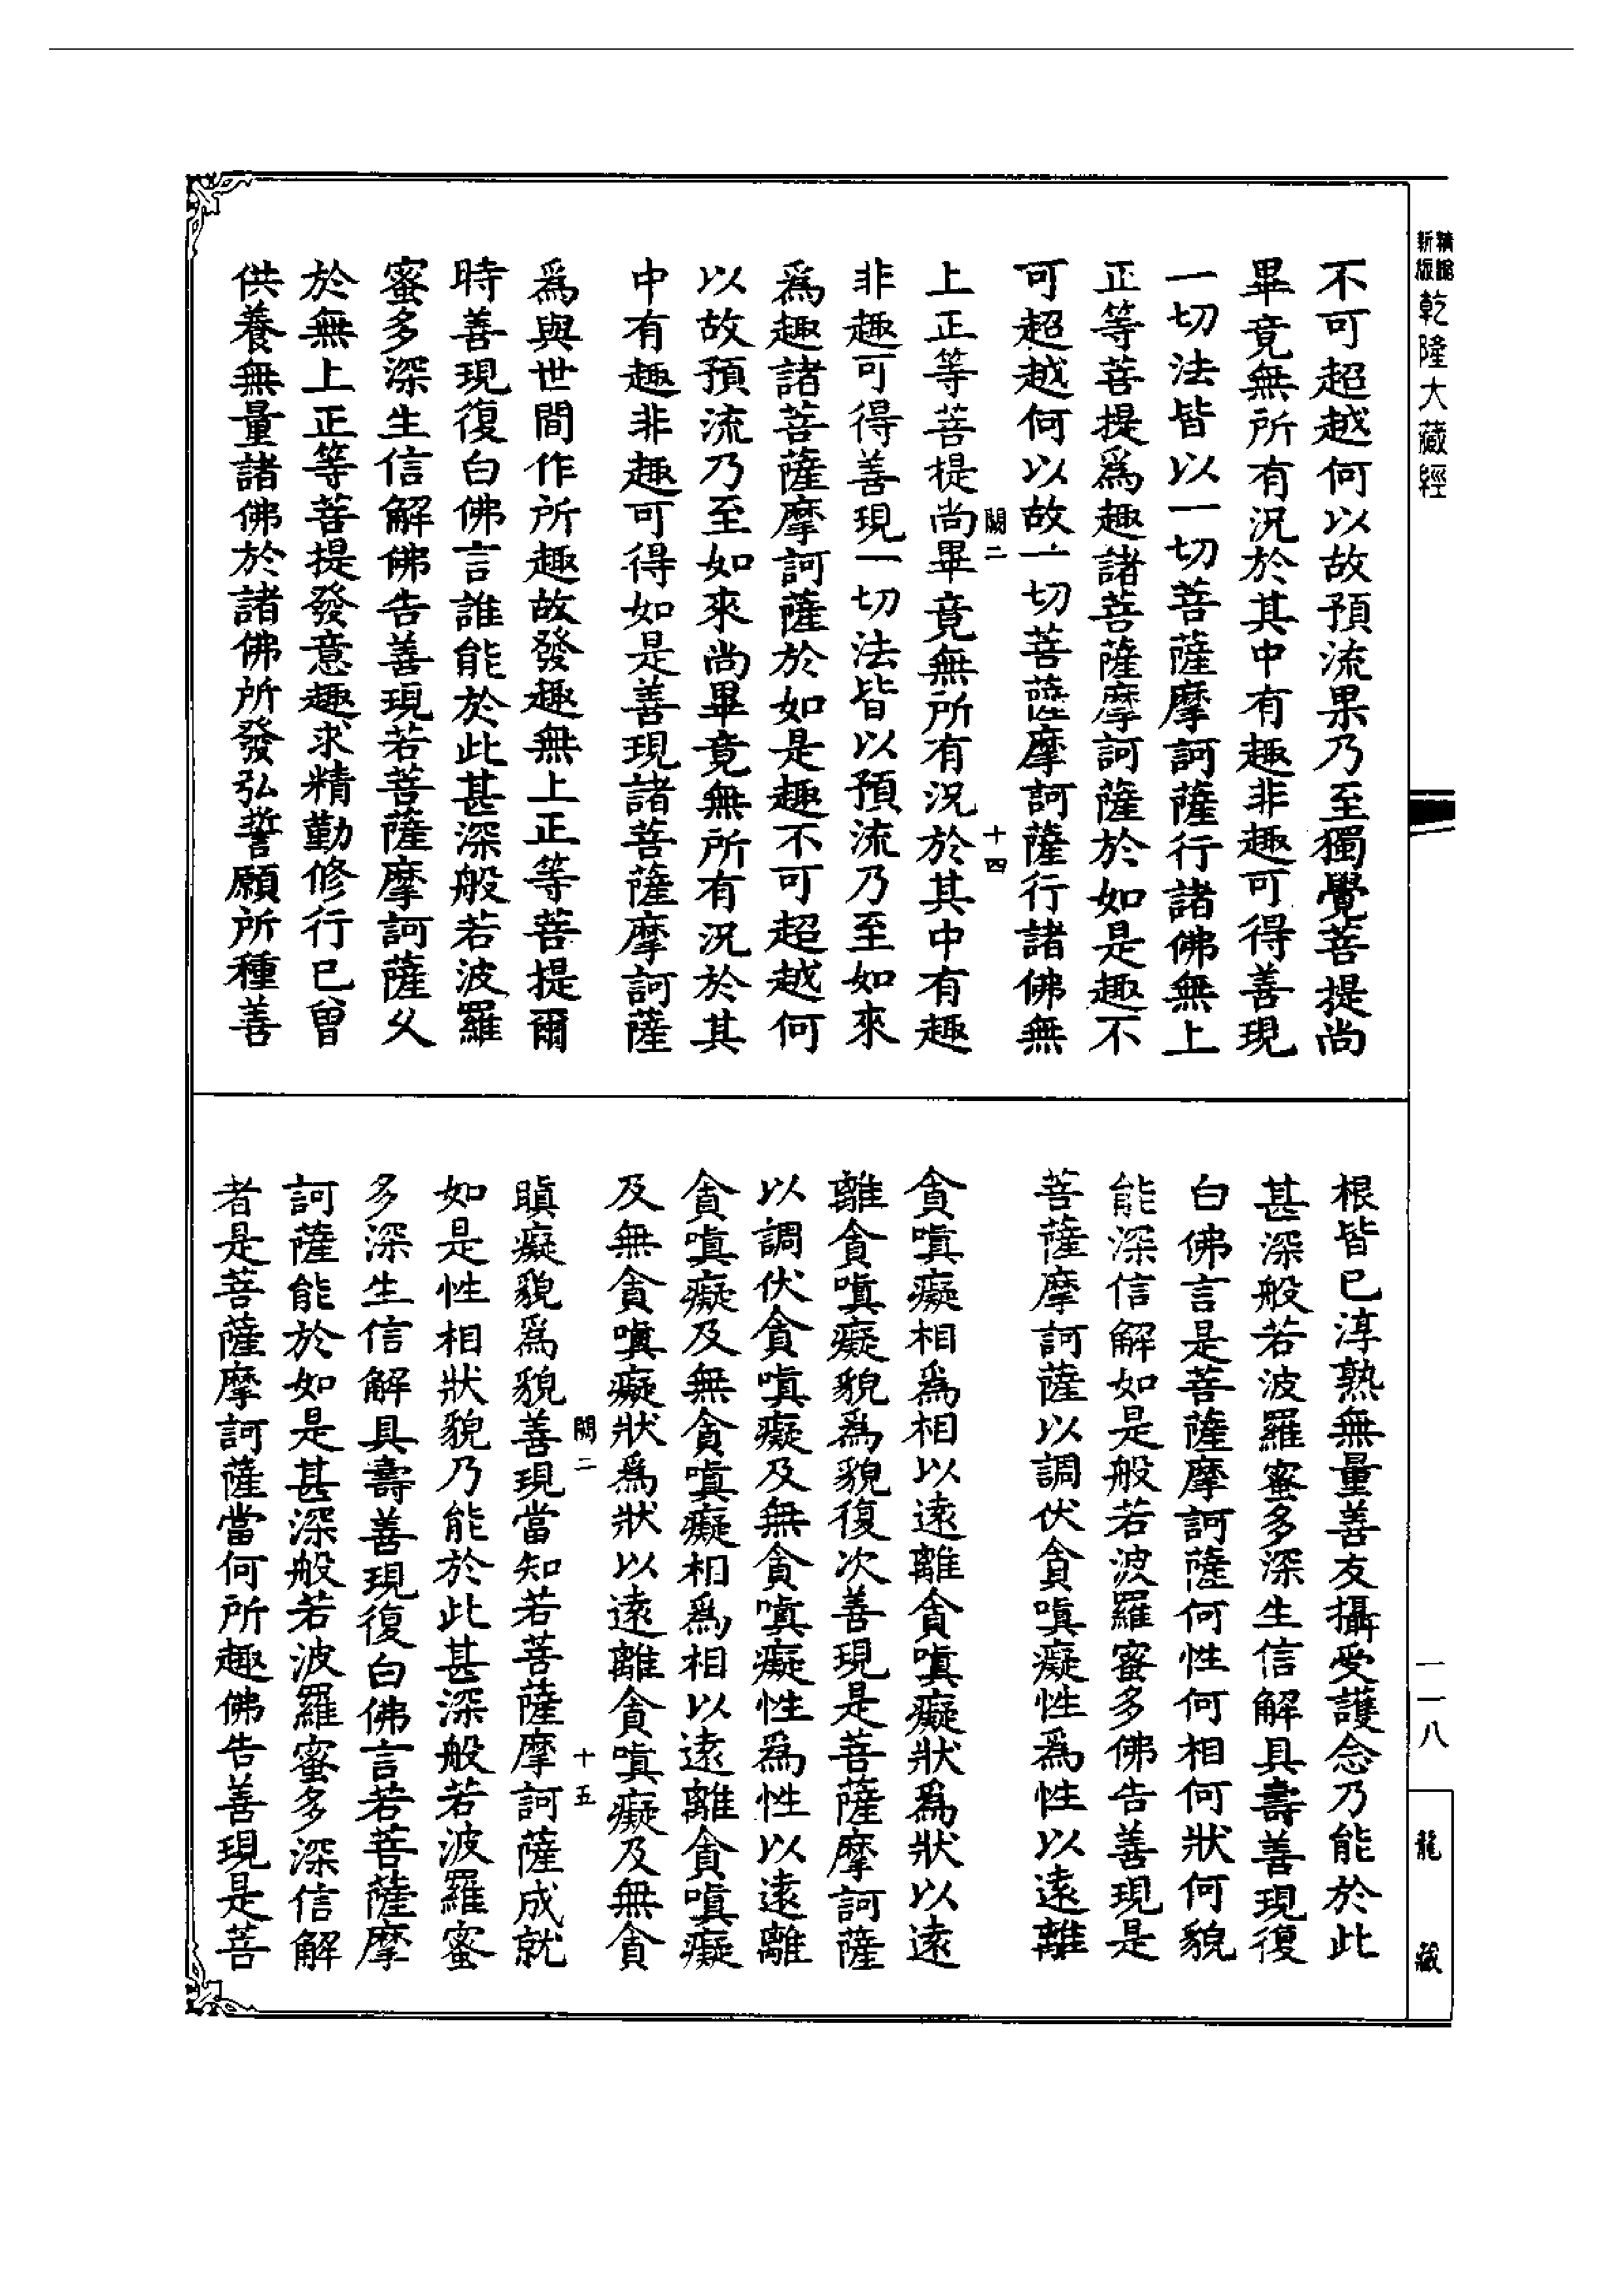 新版
精縮
乾隆大藏經
不可超越何以故預流果乃至獨覺菩提尚
畢竟無所有況於其中有趣非趣可得善現
一切法皆以一切菩薩摩訶薩行諸佛無上
正等菩提爲趣諸菩薩摩訶薩於如是趣不
可超越何以故一切菩薩摩訶薩行諸佛無
闕二 十四
上正等菩提尚畢竟無所有況於其中有趣
非趣可得善現一切法皆以預流乃至如來
爲趣諸菩薩摩訶薩於如是趣不可超越何
以故預流乃至如來尚畢竟無所有況於其
中有趣非趣可得如是善現諸菩薩摩訶薩
爲與世間作所趣故發趣無上正等菩提爾
時善現復白佛言誰能於此甚深般若波羅
蜜多深生信解佛告善現若菩薩摩訶薩久
於無上正等菩提發意趣求精勤修行已曾
供養無量諸佛於諸佛所發弘誓願所種善
根皆已淳熟無量善友攝受護念乃能於此
甚深般若波羅蜜多深生信解具壽善現復
白佛言是菩薩摩訶薩何性何相何狀何貌
能深信解如是般若波羅蜜多佛告善現是
菩薩摩訶薩以調伏貪嗔癡性爲性以遠離
貪嗔癡相爲相以遠離貪嗔癡狀爲狀以遠
離貪嗔癡貌爲貌復次善現是菩薩摩訶薩
以調伏貪嗔癡及無貪嗔癡性爲性以遠離
貪嗔癡及無貪嗔癡相爲相以遠離貪嗔癡
及無貪嗔癡狀爲狀以遠離貪嗔癡及無貪
闕二 十五
瞋癡貌爲貌善現當知若菩薩摩訶薩成就
如是性相狀貌乃能於此甚深般若波羅蜜
多深生信解具壽善現復白佛言若菩薩摩
訶薩能於如是甚深般若波羅蜜多深信解
者是菩薩摩訶薩當何所趣佛告善現是菩
一一八
龍藏